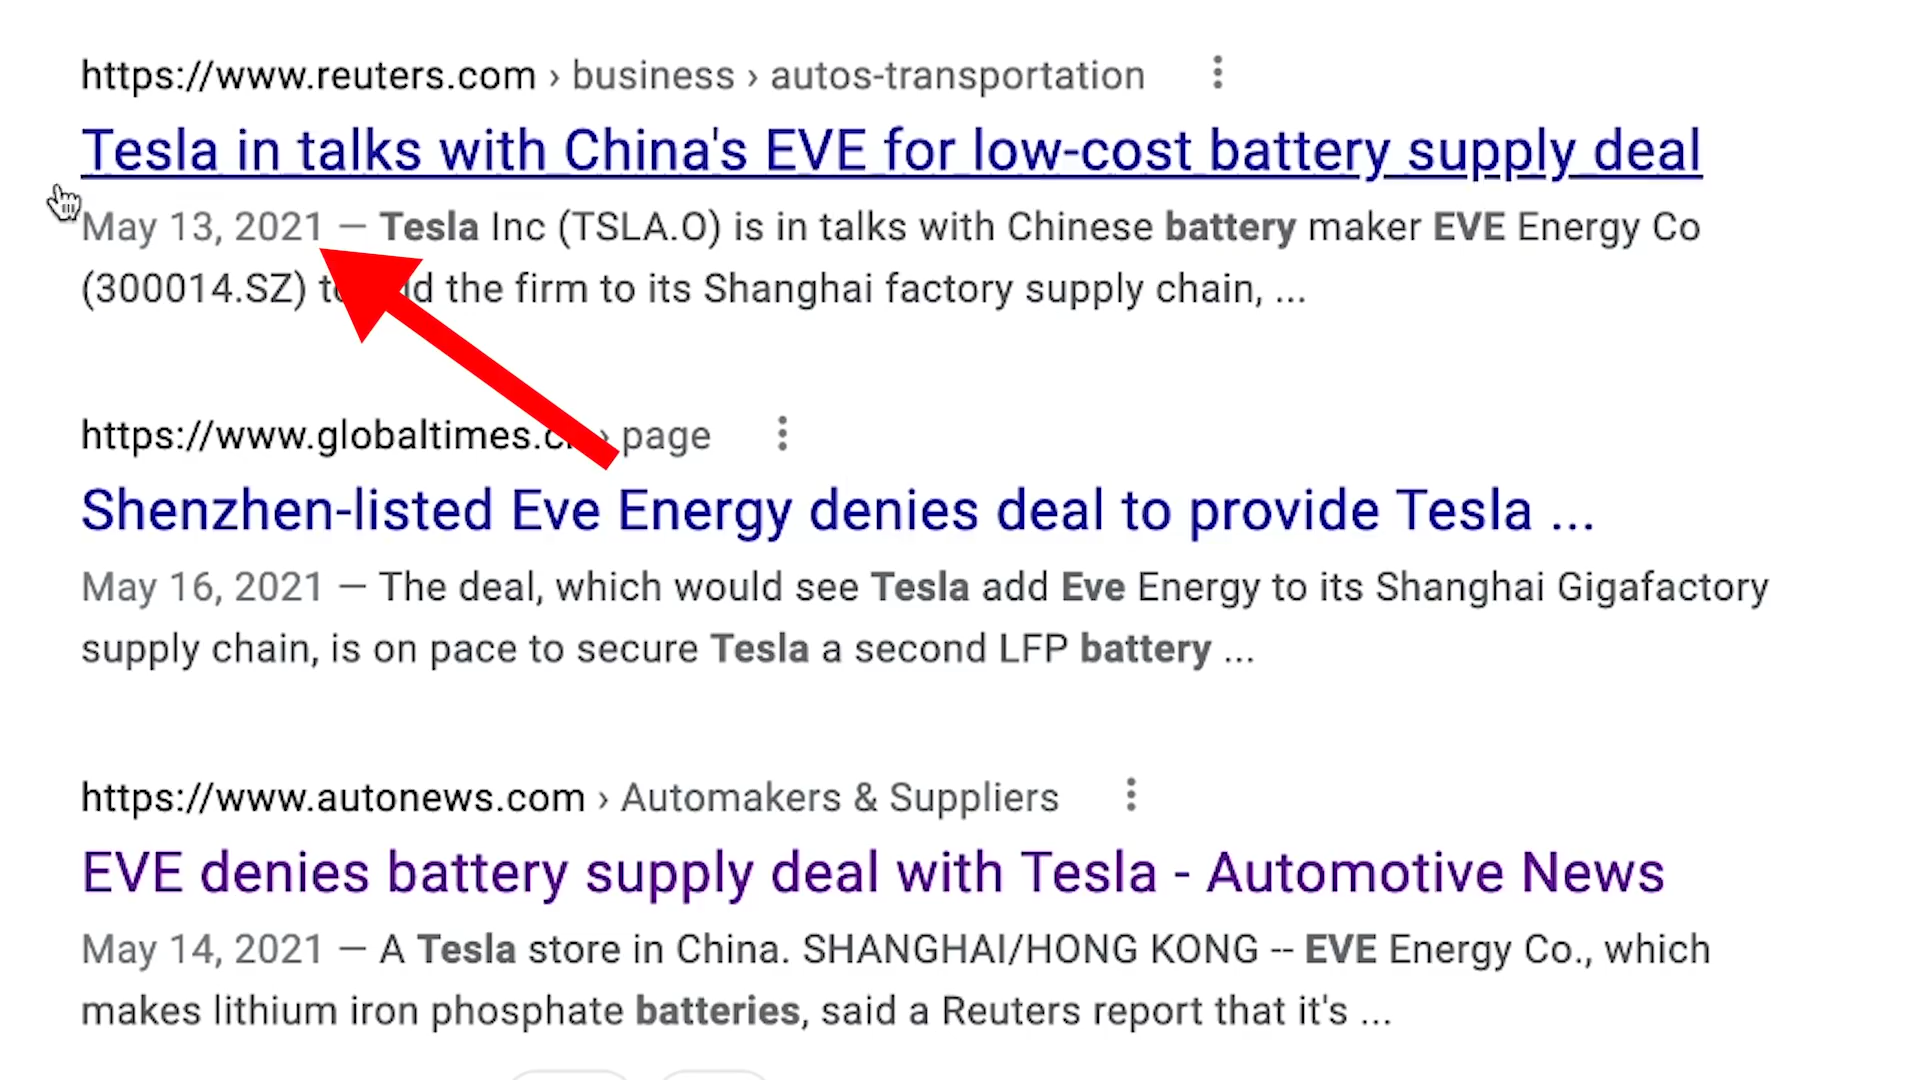 https://www.reuters.com › business › autos-transportation
Tesla in talks with China's EVE for low-cost battery supply deal
May 13, 2021 — Tesla Inc (TSLA.O) is in talks with Chinese battery maker EVE Energy Co
(300014.SZ) the firm to its Shanghai factory supply chain, ...
https://www.globaltimes.cn › page
Shenzhen-listed Eve Energy denies deal to provide Tesla ...
May 16, 2021 — The deal, which would see Tesla add Eve Energy to its Shanghai Gigafactory
supply chain, is on pace to secure Tesla a second LFP battery ...
https://www.autonews.com › Automakers & Suppliers
EVE denies battery supply deal with Tesla - Automotive News
May 14, 2021 — A Tesla store in China. SHANGHAI/HONG KONG -- EVE Energy Co., which
makes lithium iron phosphate batteries, said a Reuters report that it's ...